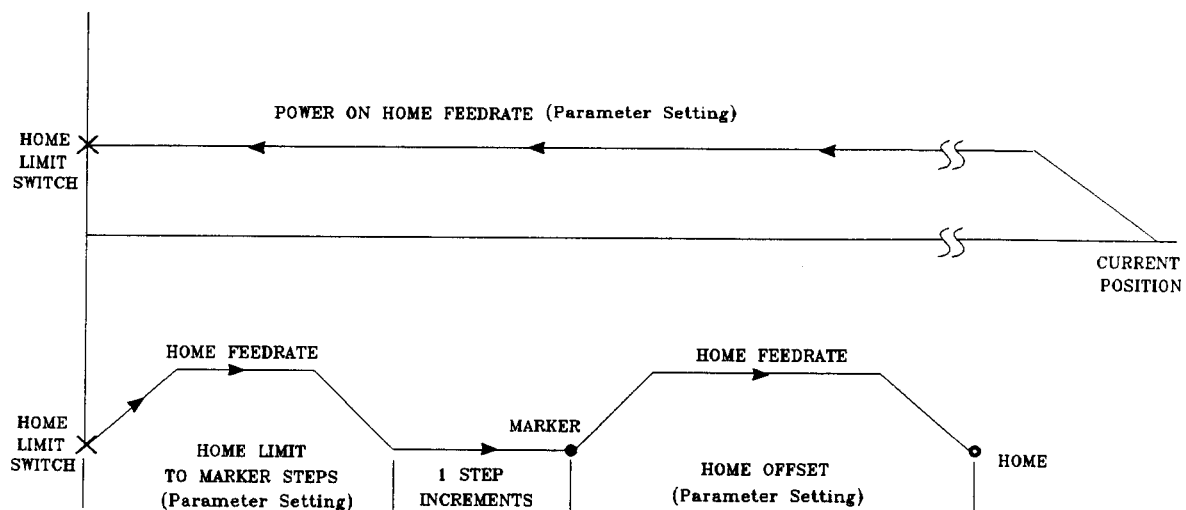 POWER ON HOME FEEDRATE (Parameter Setting)
HOME
LIMIT
SWITCH
CURRENT
POSITION
HOME FEEDRATE
HOME FEEDRATE
HOME
LIMIT
SWITCH
MARKER
HOME LIMIT
TO MARKER STEPS
(Parameter Setting)
1 STEP
INCREMENTS
HOME OFFSET
(Parameter Setting)
HOME